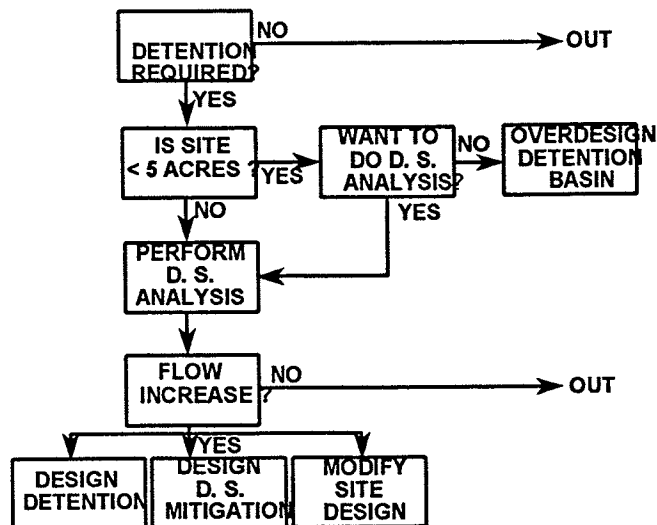 NO
DETENTION
REQUIRED?
OUT
YES
IS SITE
< 5 ACRES ?
YES
WANT TO
DO D. S.
ANALYSIS?
NO
OVERDESIGN
DETENTION
BASIN
NO
YES
PERFORM
D. S.
ANALYSIS
FLOW
INCREASE ?
NO
OUT
YES
DESIGN
DETENTION
DESIGN
D. S.
MITIGATION
MODIFY
SITE
DESIGN